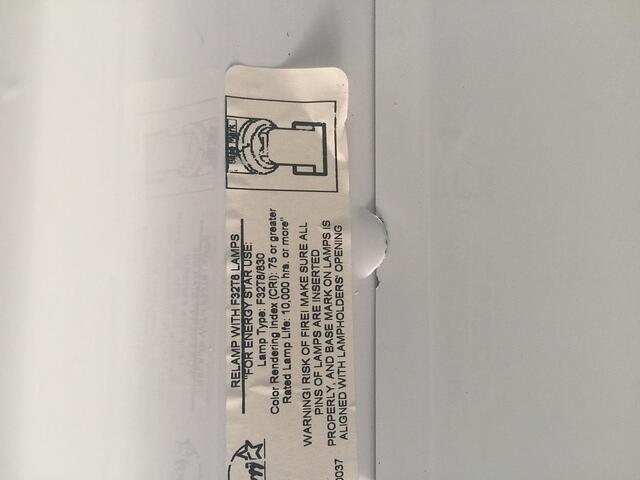 RELAMP WITH F32T8 LAMPS
"FOR ENERGY STAR USE:
Lamp Type: F32T8/830
Color Rendering Index (CRI): 75 or greater
Rated Lamp Life: 10,000 hrs. or more"
WARNING! RISK OF FIRE! MAKE SURE ALL
PINS OF LAMPS ARE INSERTED
PROPERLY, AND BASE MARK ON LAMPS IS
ALIGNED WITH LAMPHOLDERS' OPENING
0037